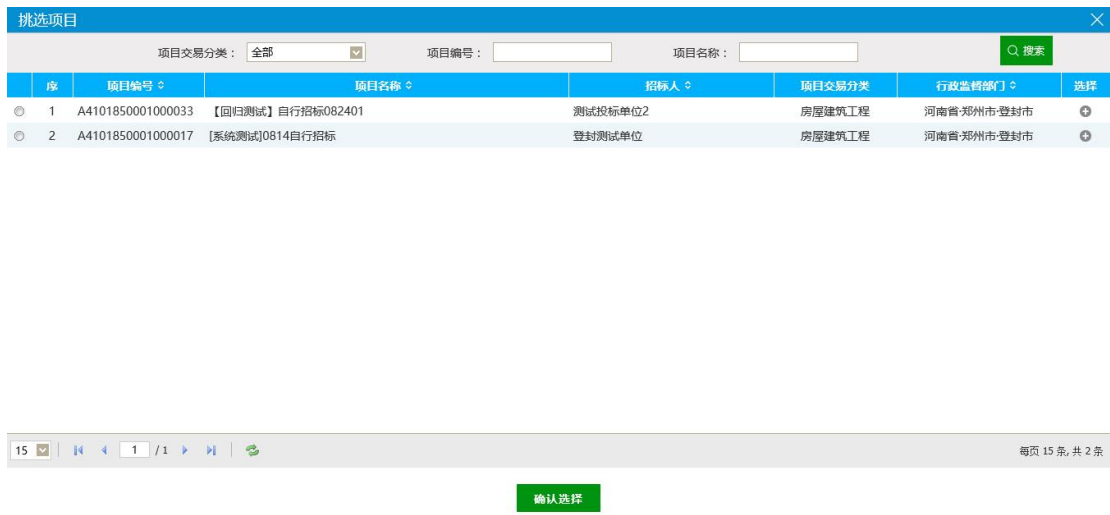 挑选项目
项目交易分类： 全部 项目编号： 项目名称： 搜索
序 项目编号 项目名称 招标人 项目交易分类 行政监督部门 选择
1 A4101850001000033 【回归测试】自行招标082401 测试投标单位2 房屋建筑工程 河南省·郑州市·登封市
2 A4101850001000017 [系统测试]0814自行招标 登封测试单位 房屋建筑工程 河南省·郑州市·登封市
15 1 / 1 每页 15 条, 共 2 条
确认选择